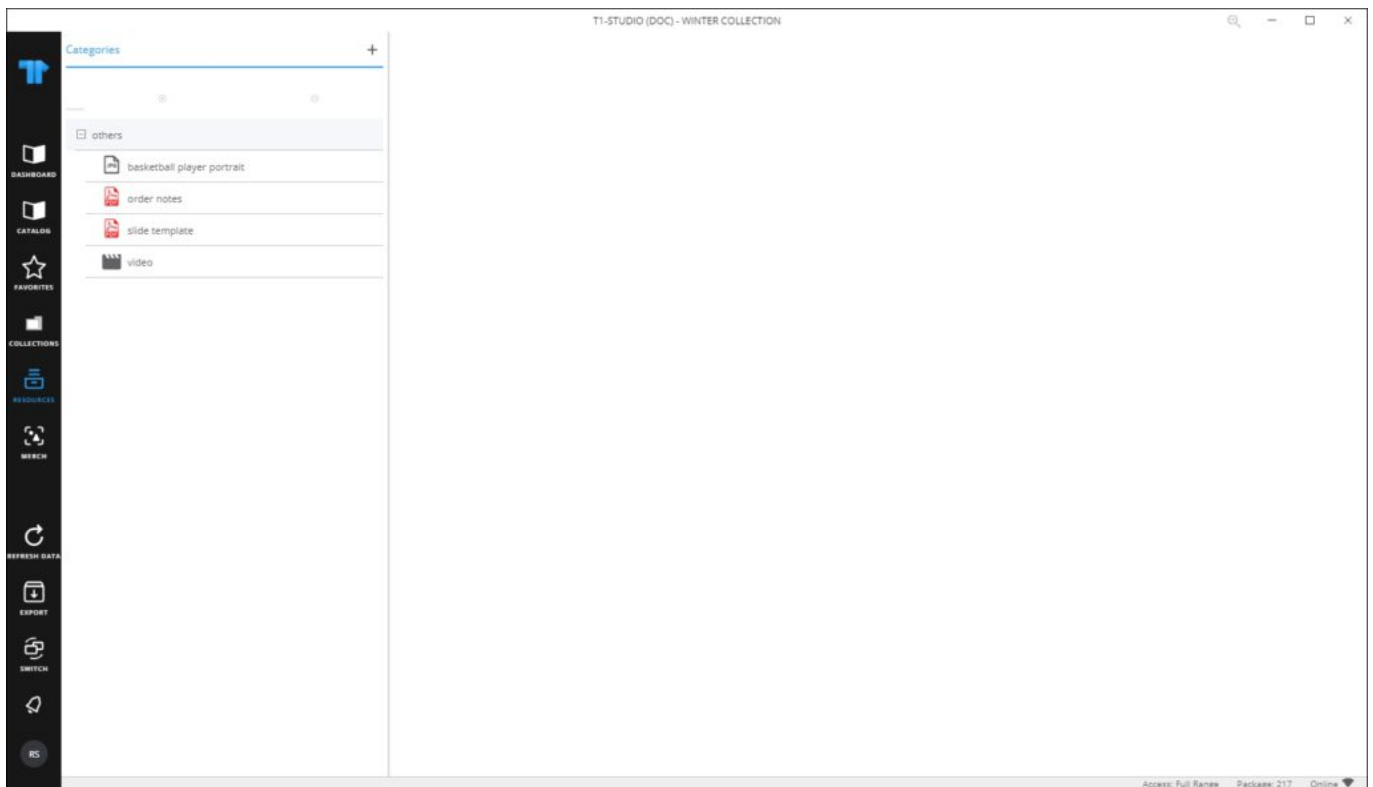 T1-STUDIO (DOC) - WINTER COLLECTION
Categories
others
basketball player portrait
order notes
slide template
video
DASHBOARD
CATALOG
FAVORITES
COLLECTIONS
RESOURCES
MERCH
REFRESH DATA
EXPORT
SWITCH
RS
Access: Full Range Package: 217 Online